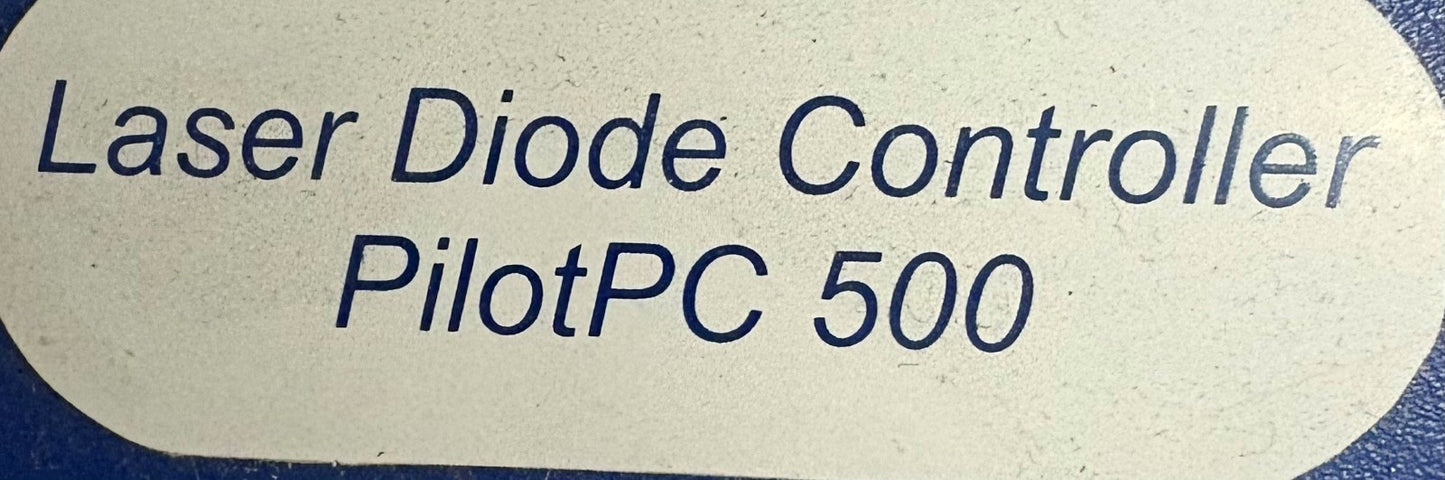 Laser Diode Controller
PilotPC 500